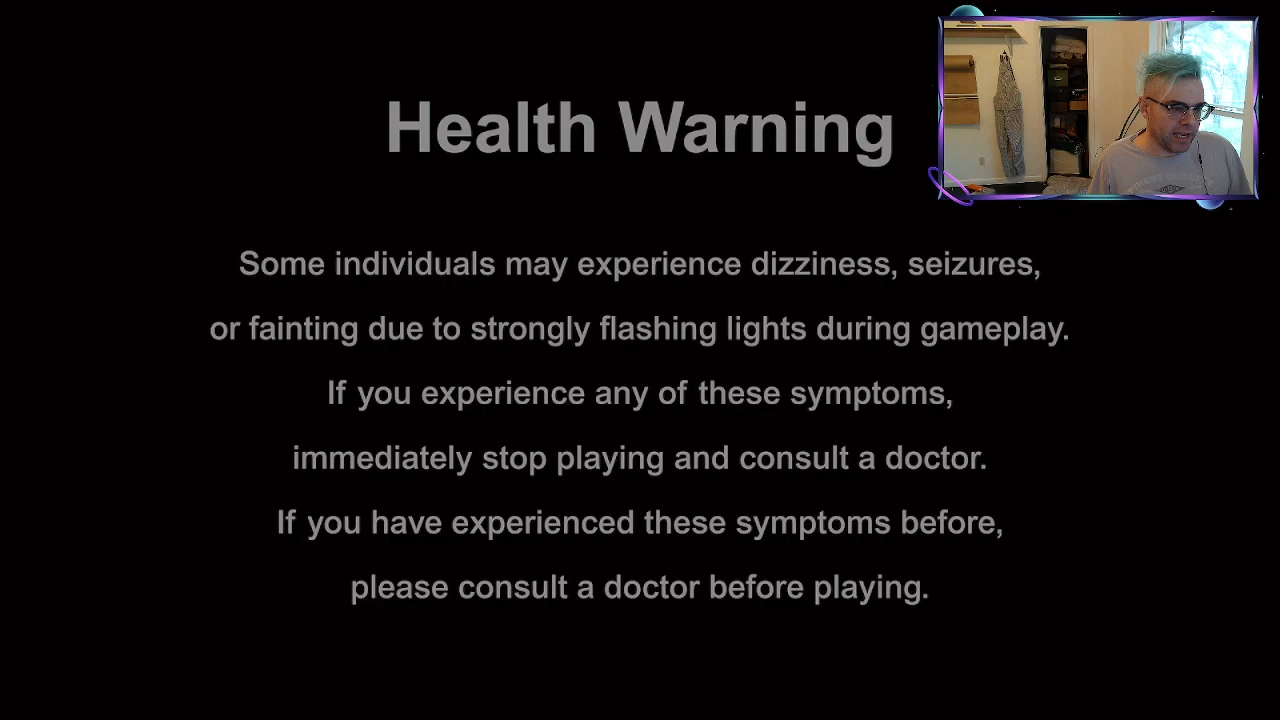 Health Warning
Some individuals may experience dizziness, seizures,
or fainting due to strongly flashing lights during gameplay.
If you experience any of these symptoms,
immediately stop playing and consult a doctor.
If you have experienced these symptoms before,
please consult a doctor before playing.